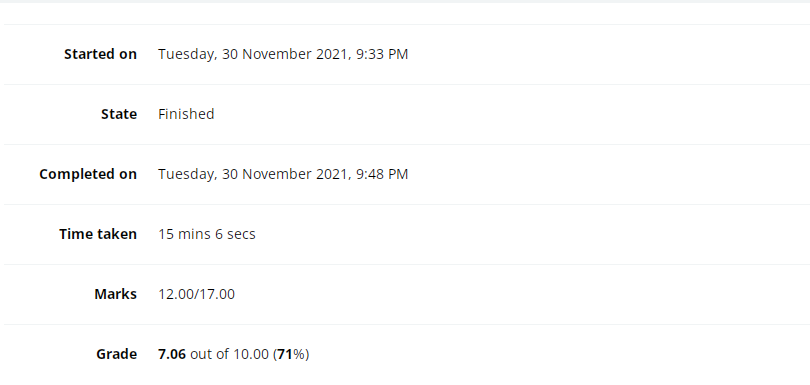 Started on Tuesday, 30 November 2021, 9:33 PM
State Finished
Completed on Tuesday, 30 November 2021, 9:48 PM
Time taken 15 mins 6 secs
Marks 12.00/17.00
Grade 7.06 out of 10.00 (71%)